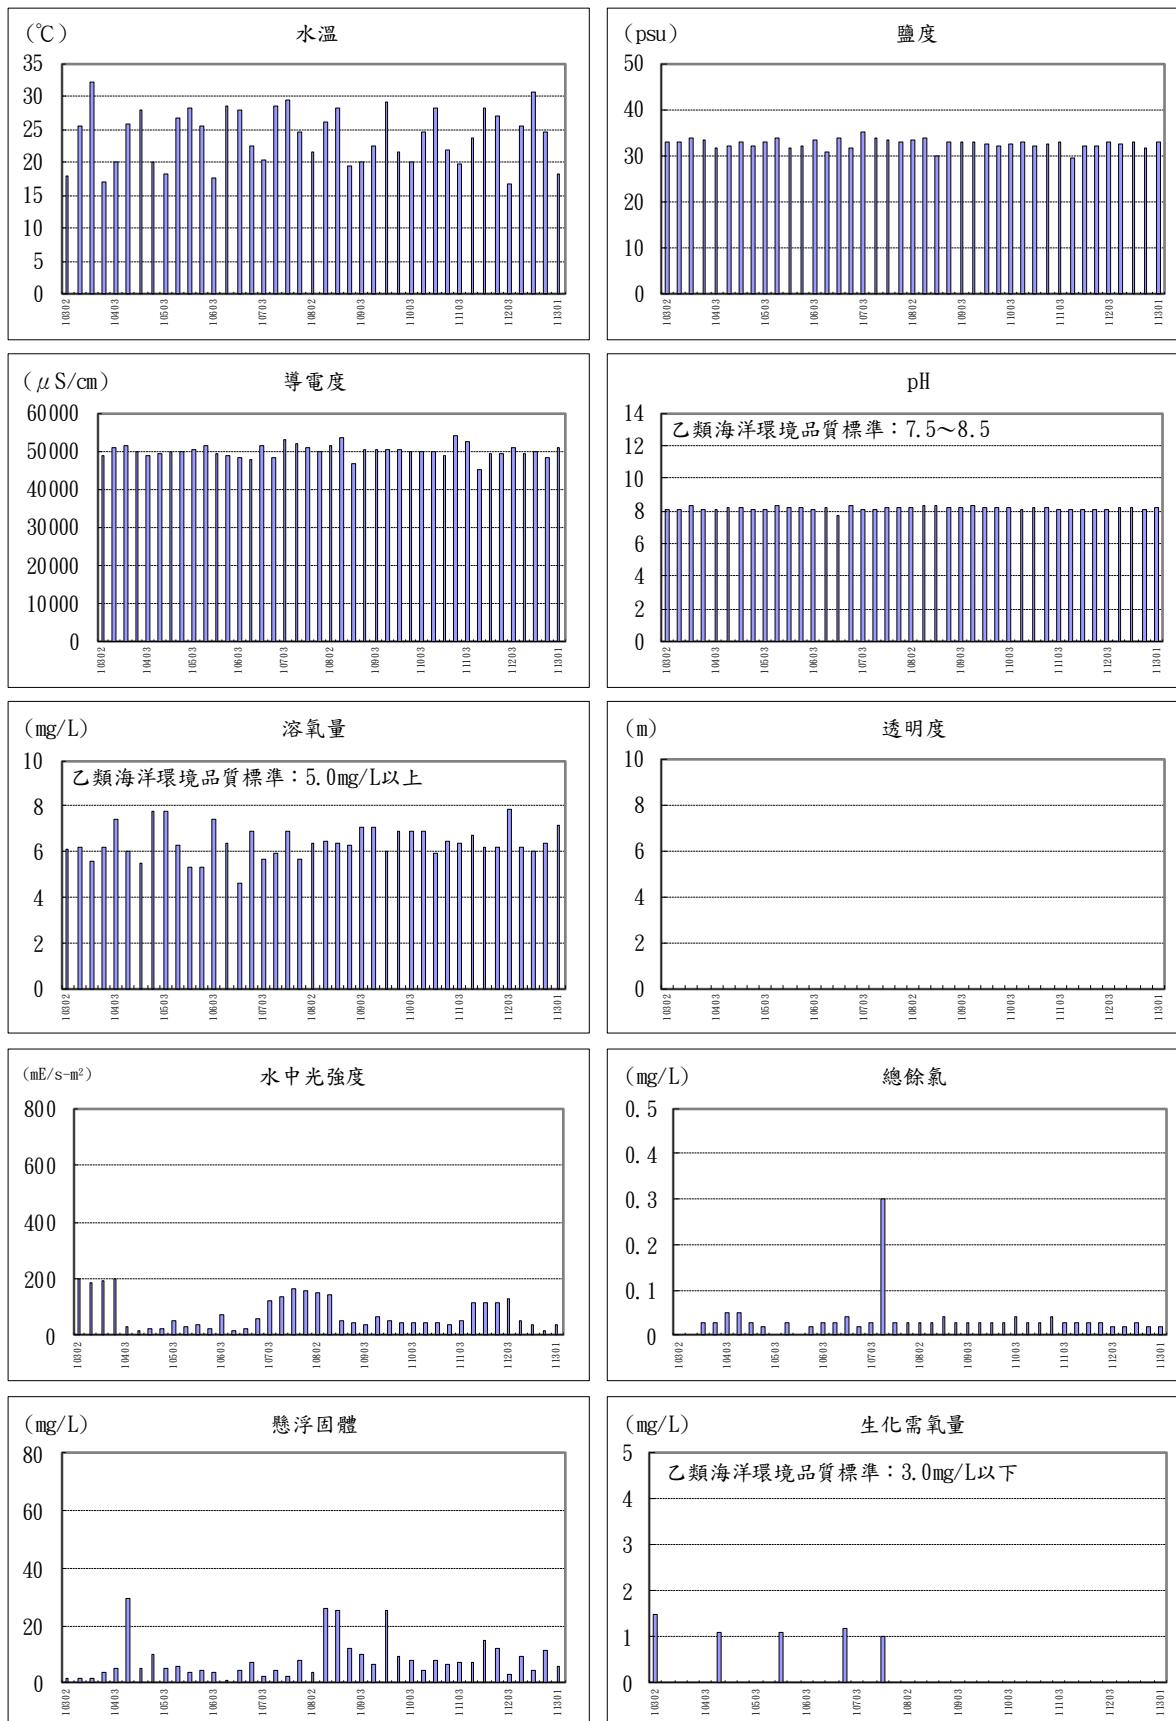 (℃) 水溫
35
30
25
20
15
10
5
0
10302 10403 10503 10603 10703 10802 10903 11003 11103 11203 11301
(psu) 鹽度
50
40
30
20
10
0
10302 10403 10503 10603 10703 10802 10903 11003 11103 11203 11301
(μS/cm) 導電度
60000
50000
40000
30000
20000
10000
0
10302 10403 10503 10603 10703 10802 10903 11003 11103 11203 11301
pH
乙類海洋環境品質標準：7.5～8.5
14
12
10
8
6
4
2
0
10302 10403 10503 10603 10703 10802 10903 11003 11103 11203 11301
(mg/L) 溶氧量
乙類海洋環境品質標準：5.0mg/L以上
10
8
6
4
2
0
10302 10403 10503 10603 10703 10802 10903 11003 11103 11203 11301
(m) 透明度
10
8
6
4
2
0
10302 10403 10503 10603 10703 10802 10903 11003 11103 11203 11301
(mE/s-m²) 水中光強度
800
600
400
200
0
10302 10403 10503 10603 10703 10802 10903 11003 11103 11203 11301
(mg/L) 總餘氯
0.5
0.4
0.3
0.2
0.1
0
10302 10403 10503 10603 10703 10802 10903 11003 11103 11203 11301
(mg/L) 懸浮固體
80
60
40
20
0
10302 10403 10503 10603 10703 10802 10903 11003 11103 11203 11301
(mg/L) 生化需氧量
乙類海洋環境品質標準：3.0mg/L以下
5
4
3
2
1
0
10302 10403 10503 10603 10703 10802 10903 11003 11103 11203 11301